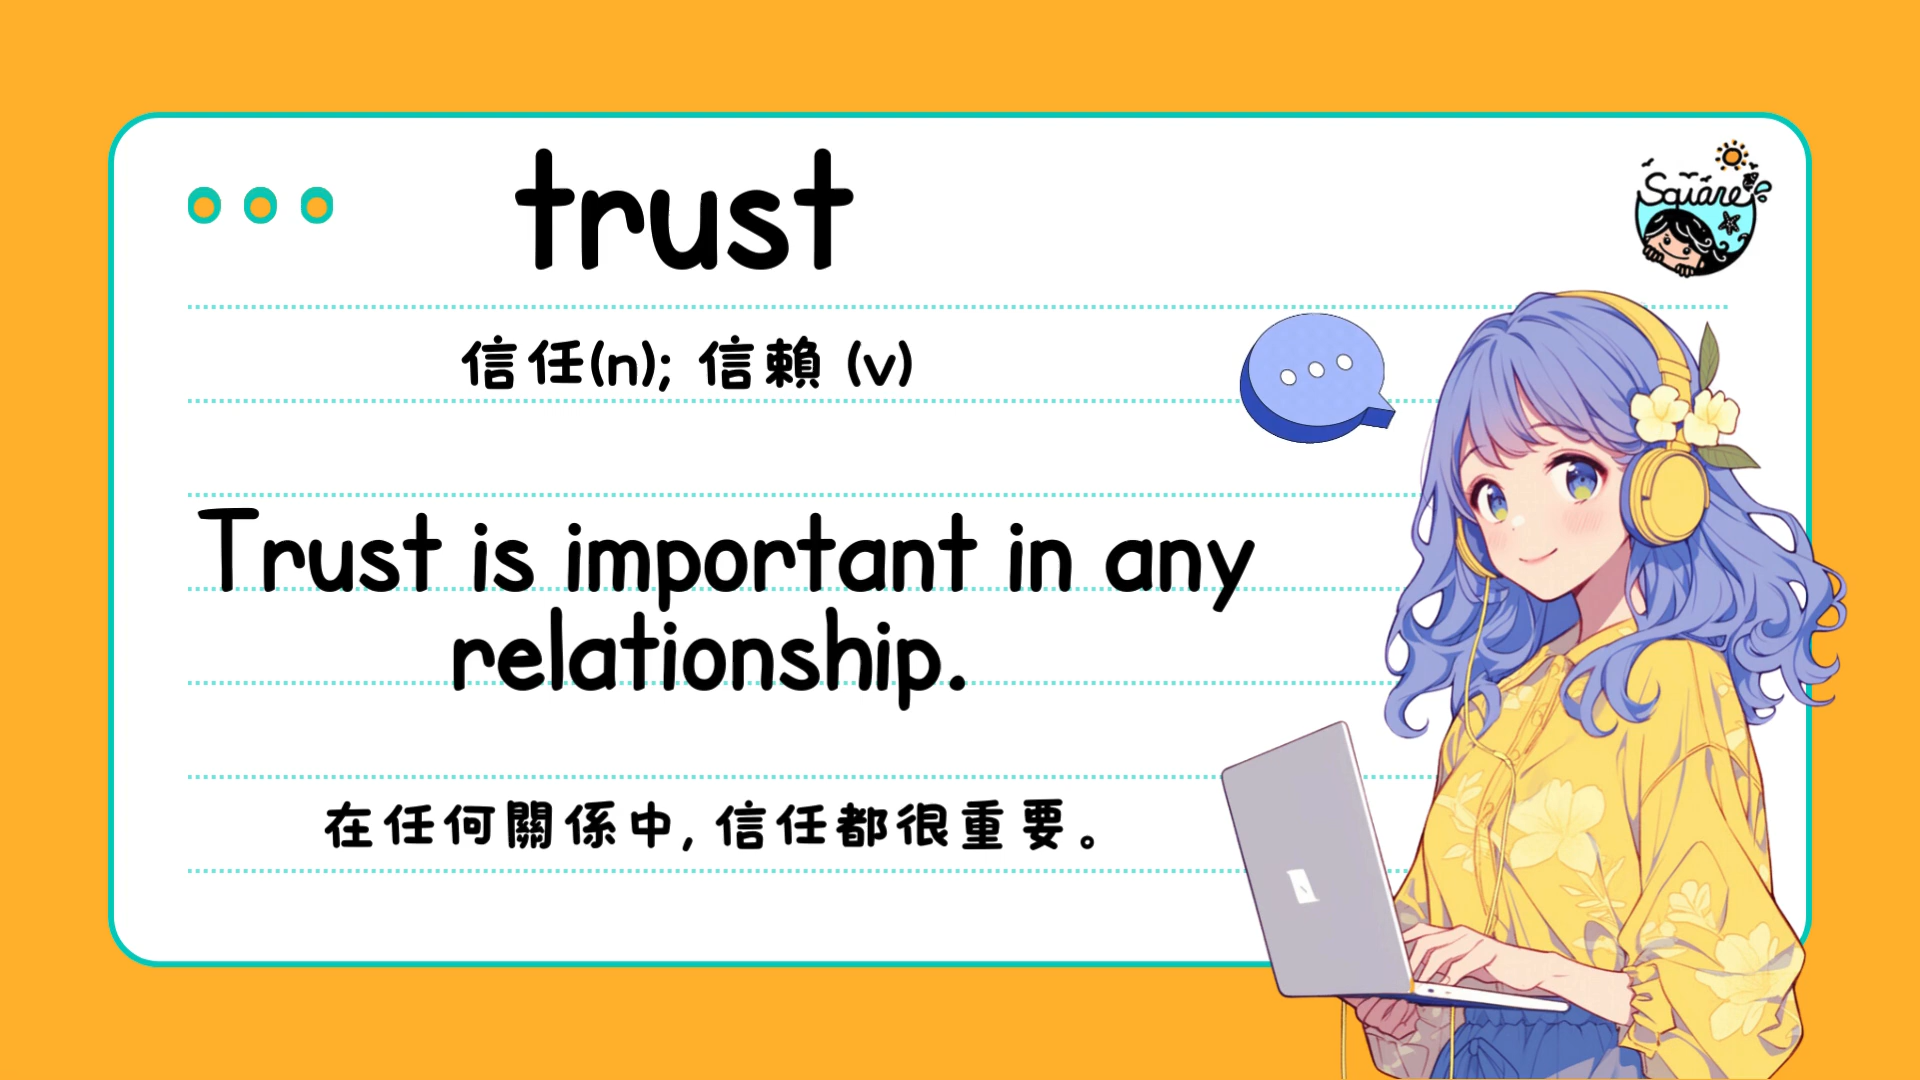 trust
Square
信任(n); 信賴 (v)
Trust is important in any
relationship.
在任何關係中, 信任都很重要。